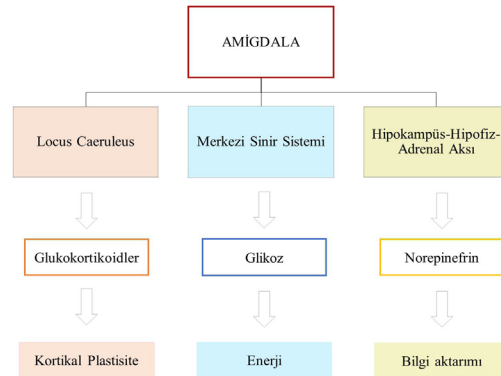 AMİGDALA
Locus Caeruleus
Merkezi Sinir Sistemi
Hipokampüs-Hipofiz-
Adrenal Aksı
Glukokortikoidler
Glikoz
Norepinefrin
Kortikal Plastisite
Enerji
Bilgi aktarımı